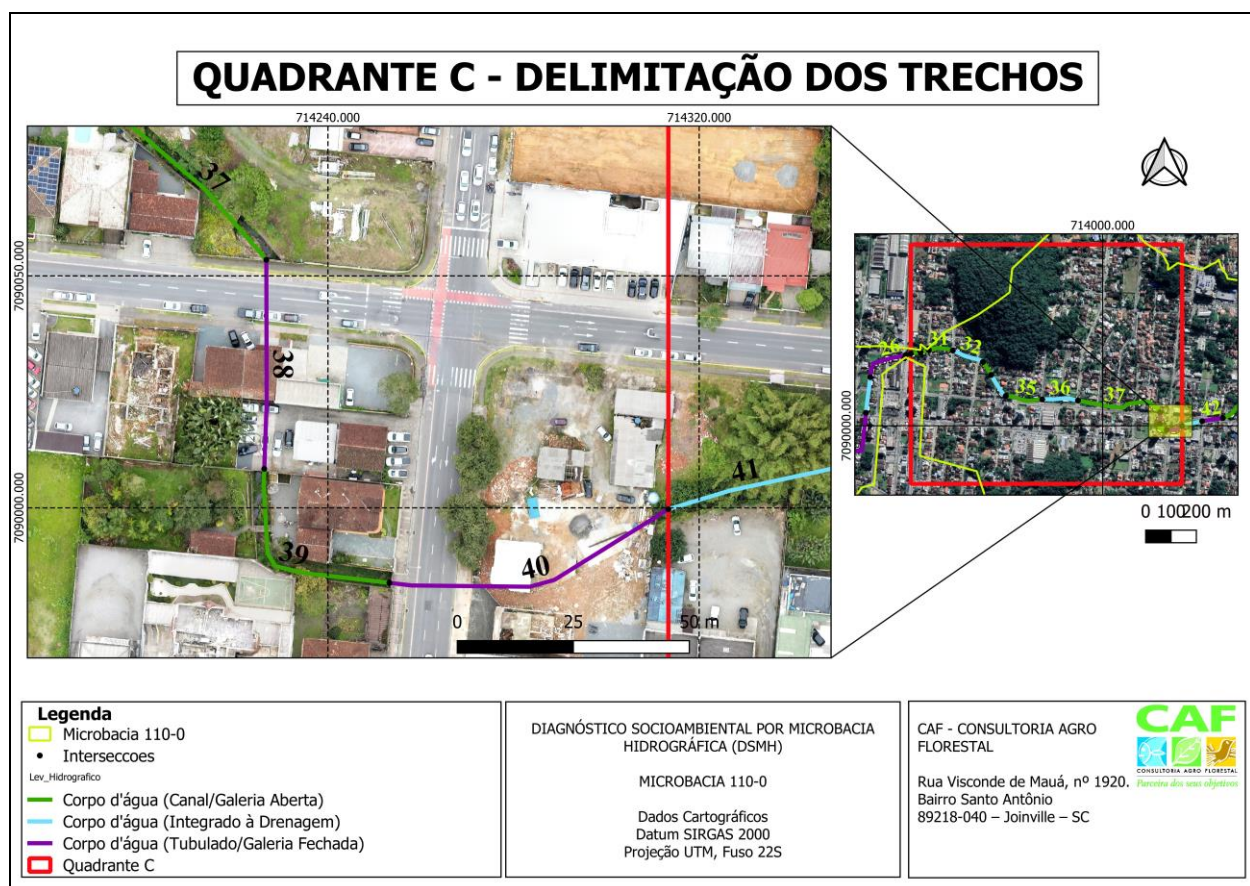 QUADRANTE C - DELIMITAÇÃO DOS TRECHOS
714240.000
714320.000
7090050.000
7090000.000
37
38
39
40
41
0
25
50 m
714000.000
7090000.000
26
31
32
35
36
37
42
0 100200 m
Legenda
Microbacia 110-0
Interseccoes
Lev_Hidrografico
Corpo d'água (Canal/Galeria Aberta)
Corpo d'água (Integrado à Drenagem)
Corpo d'água (Tubulado/Galeria Fechada)
Quadrante C
DIAGNÓSTICO SOCIOAMBIENTAL POR MICROBACIA
HIDROGRÁFICA (DSMH)
MICROBACIA 110-0
Dados Cartográficos
Datum SIRGAS 2000
Projeção UTM, Fuso 22S
CAF - CONSULTORIA AGRO
FLORESTAL
Rua Visconde de Mauá, nº 1920.
Bairro Santo Antônio
89218-040 – Joinville – SC
CAF
CONSULTORIA AGRO FLORESTAL
Parceira dos seus objetivos